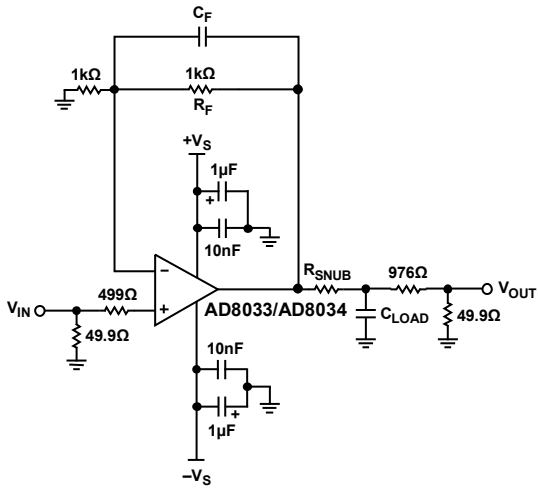 C_F
1kΩ
1kΩ
R_F
+V_S
1µF
+
10nF
R_SNUB
976Ω
−
V_OUT
V_IN
499Ω
+
AD8033/AD8034
C_LOAD
49.9Ω
49.9Ω
10nF
+
1µF
−V_S